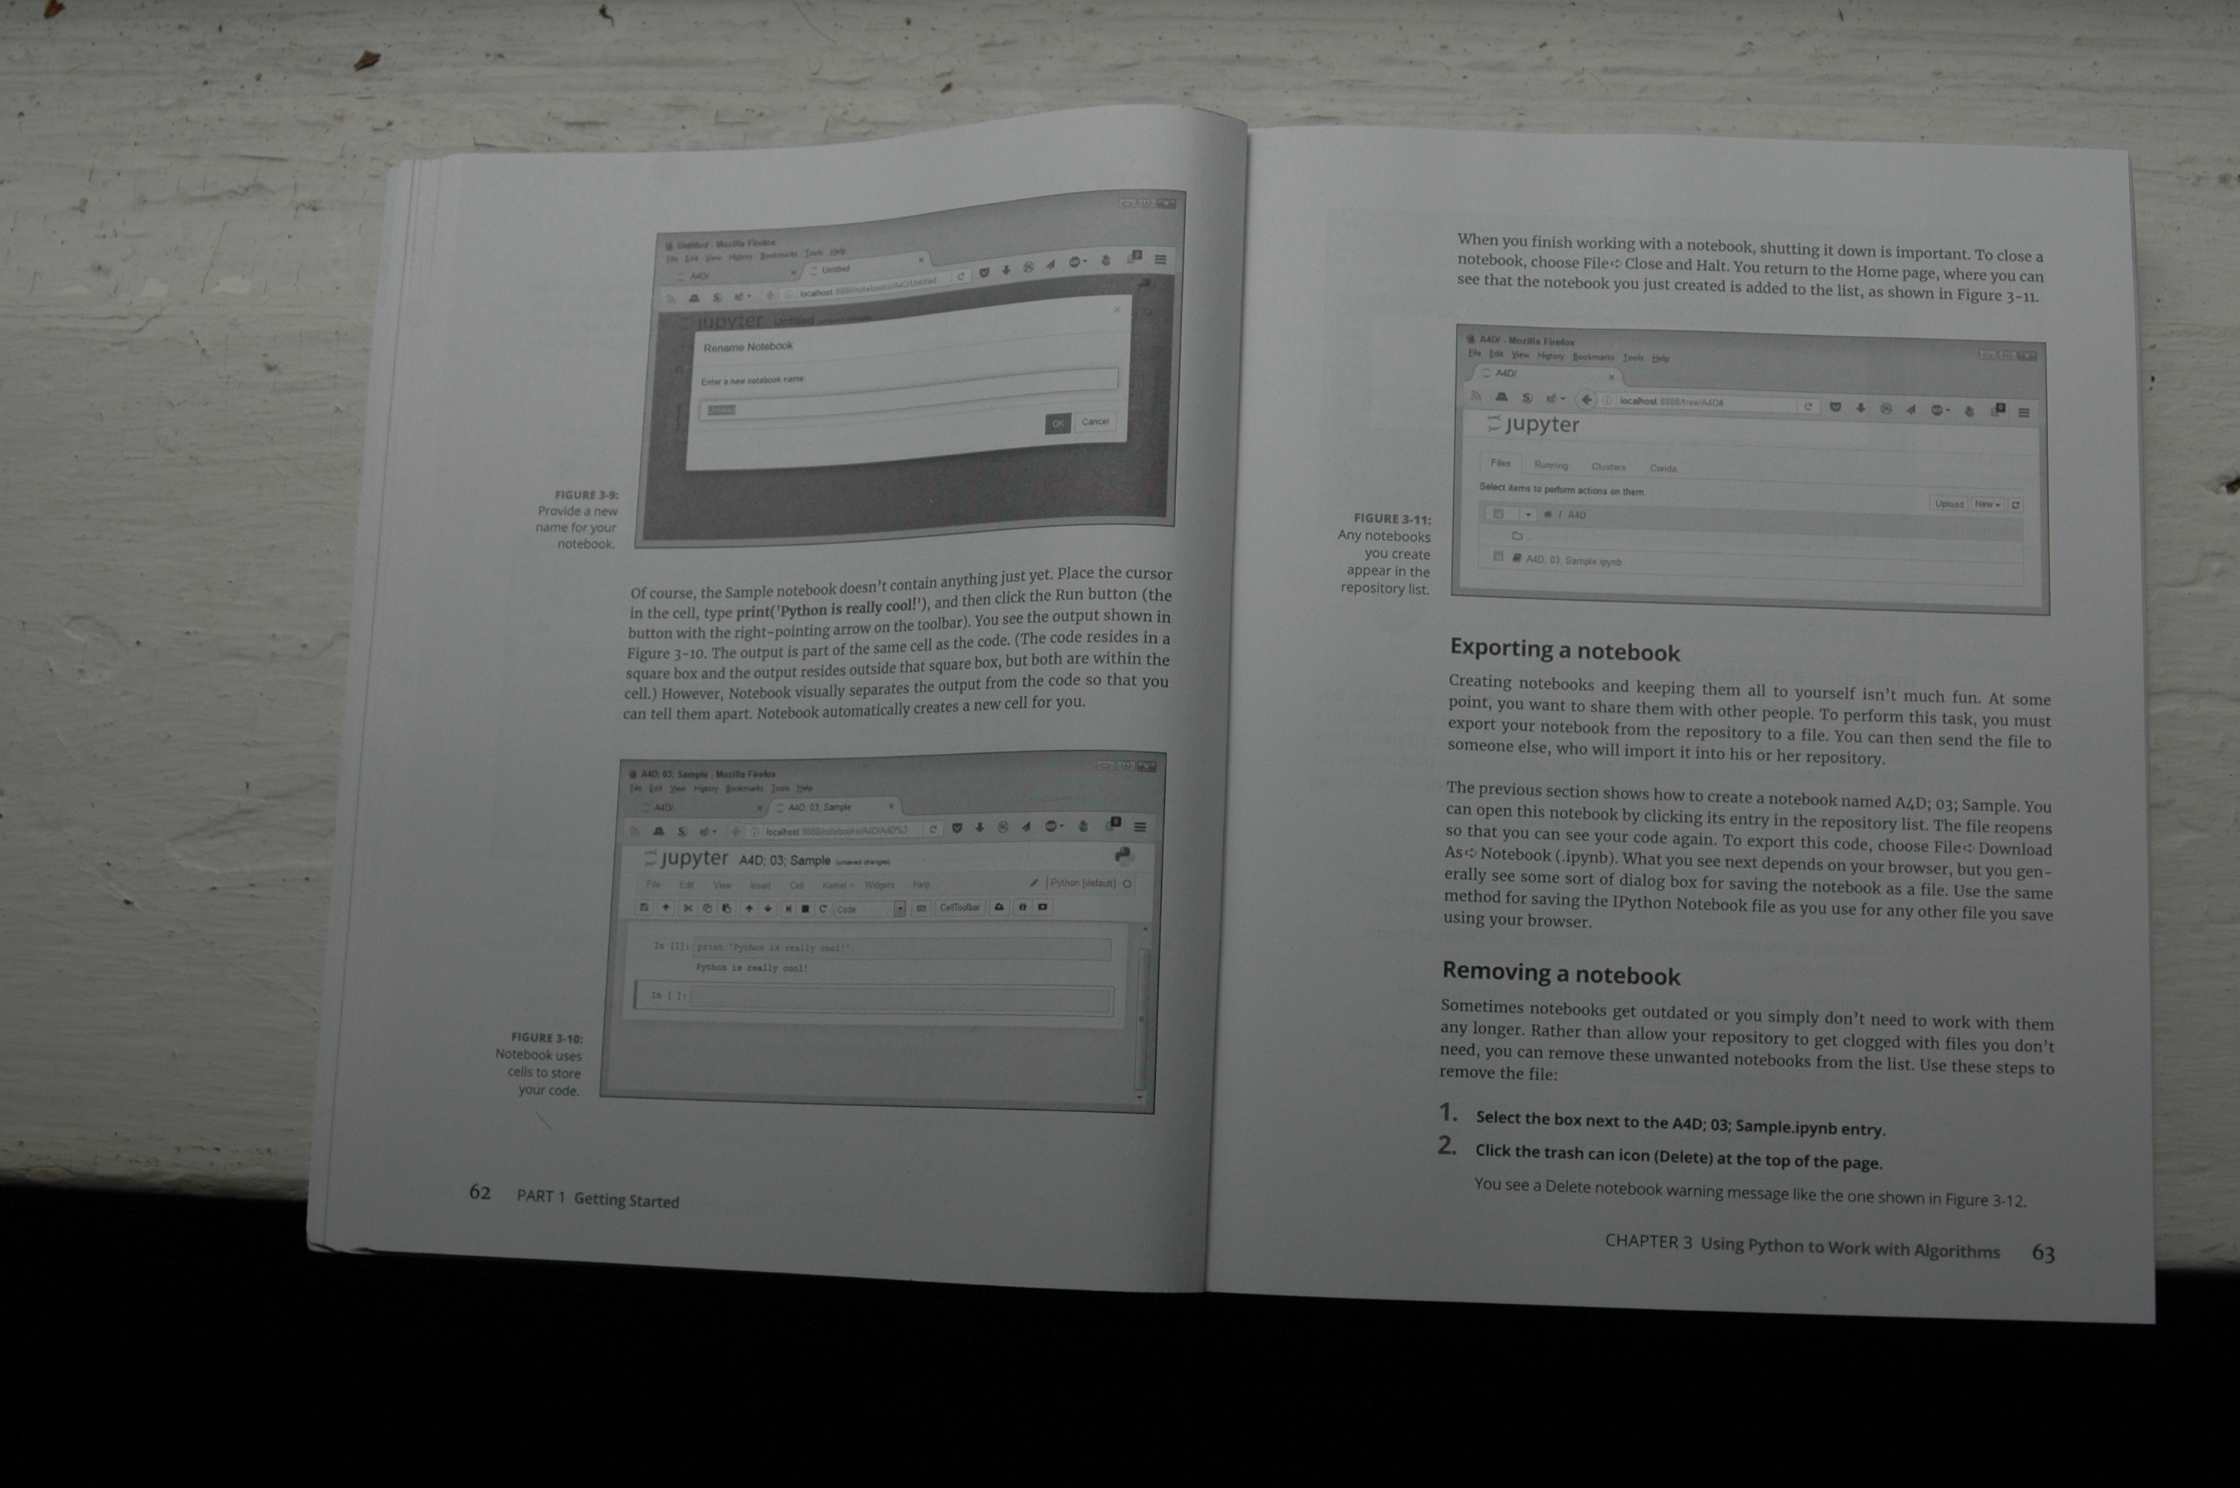 Untitled - Mozilla Firefox
File Edit View History Bookmarks Tools Help
A4D/ Untitled
localhost:8888/notebooks/A4D/Untitled
jupyter Untitled
Rename Notebook
Enter a new notebook name:
Untitled
OK Cancel
FIGURE 3-9:
Provide a new
name for your
notebook.
Of course, the Sample notebook doesn't contain anything just yet. Place the cursor
in the cell, type print('Python is really cool!'), and then click the Run button (the
button with the right-pointing arrow on the toolbar). You see the output shown in
Figure 3-10. The output is part of the same cell as the code. (The code resides in a
square box and the output resides outside that square box, but both are within the
cell.) However, Notebook visually separates the output from the code so that you
can tell them apart. Notebook automatically creates a new cell for you.
A4D; 03; Sample - Mozilla Firefox
File Edit View History Bookmarks Tools Help
A4D/ A4D; 03; Sample
localhost:8888/notebooks/A4D/A4D%3
jupyter A4D; 03; Sample (unsaved changes)
File Edit View Insert Cell Kernel Widgets Help Python [default]
Code CellToolbar
In [1]: print('Python is really cool!')
Python is really cool!
In [ ]:
FIGURE 3-10:
Notebook uses
cells to store
your code.
62 PART 1 Getting Started
When you finish working with a notebook, shutting it down is important. To close a
notebook, choose File➪Close and Halt. You return to the Home page, where you can
see that the notebook you just created is added to the list, as shown in Figure 3-11.
A4D/ - Mozilla Firefox
File Edit View History Bookmarks Tools Help
A4D/
localhost:8888/tree/A4D#
jupyter
Files Running Clusters Conda
Select items to perform actions on them.
Upload New
/ A4D
A4D; 03; Sample.ipynb
FIGURE 3-11:
Any notebooks
you create
appear in the
repository list.
Exporting a notebook
Creating notebooks and keeping them all to yourself isn't much fun. At some
point, you want to share them with other people. To perform this task, you must
export your notebook from the repository to a file. You can then send the file to
someone else, who will import it into his or her repository.
The previous section shows how to create a notebook named A4D; 03; Sample. You
can open this notebook by clicking its entry in the repository list. The file reopens
so that you can see your code again. To export this code, choose File➪Download
As➪Notebook (.ipynb). What you see next depends on your browser, but you gen-
erally see some sort of dialog box for saving the notebook as a file. Use the same
method for saving the IPython Notebook file as you use for any other file you save
using your browser.
Removing a notebook
Sometimes notebooks get outdated or you simply don't need to work with them
any longer. Rather than allow your repository to get clogged with files you don't
need, you can remove these unwanted notebooks from the list. Use these steps to
remove the file:
1. Select the box next to the A4D; 03; Sample.ipynb entry.
2. Click the trash can icon (Delete) at the top of the page.
You see a Delete notebook warning message like the one shown in Figure 3-12.
CHAPTER 3 Using Python to Work with Algorithms 63